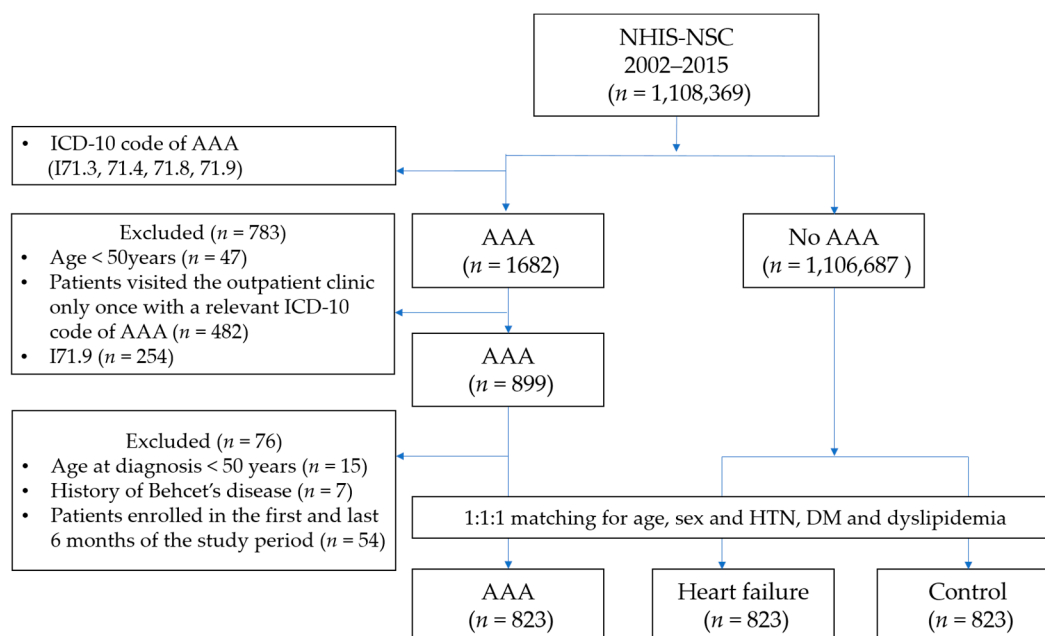 NHIS-NSC
2002–2015
(n = 1,108,369)
• ICD-10 code of AAA
(I71.3, 71.4, 71.8, 71.9)
Excluded (n = 783)
• Age < 50years (n = 47)
• Patients visited the outpatient clinic
only once with a relevant ICD-10
code of AAA (n = 482)
• I71.9 (n = 254)
AAA
(n = 1682)
No AAA
(n = 1,106,687 )
AAA
(n = 899)
Excluded (n = 76)
• Age at diagnosis < 50 years (n = 15)
• History of Behcet's disease (n = 7)
• Patients enrolled in the first and last
6 months of the study period (n = 54)
1:1:1 matching for age, sex and HTN, DM and dyslipidemia
AAA
(n = 823)
Heart failure
(n = 823)
Control
(n = 823)